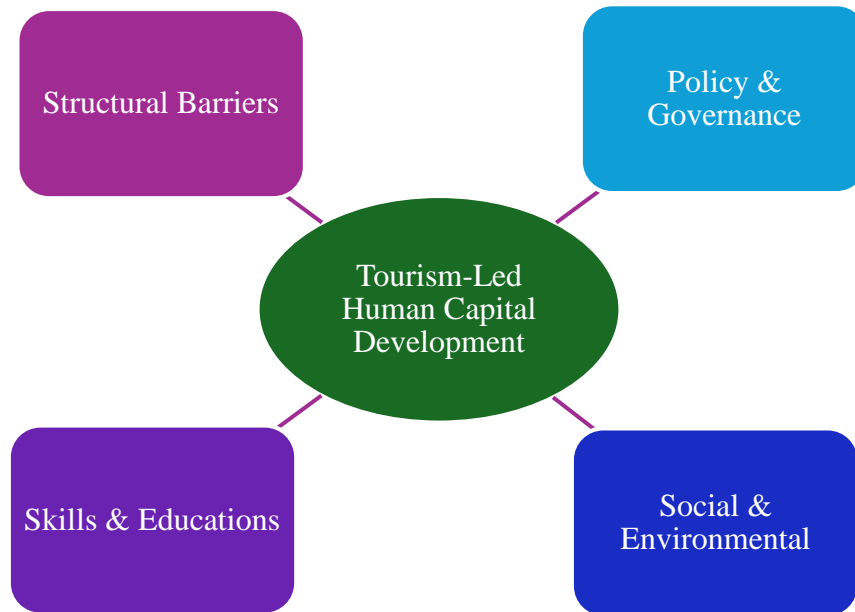 Structural Barriers
Policy &
Governance
Tourism-Led
Human Capital
Development
Skills & Educations
Social &
Environmental